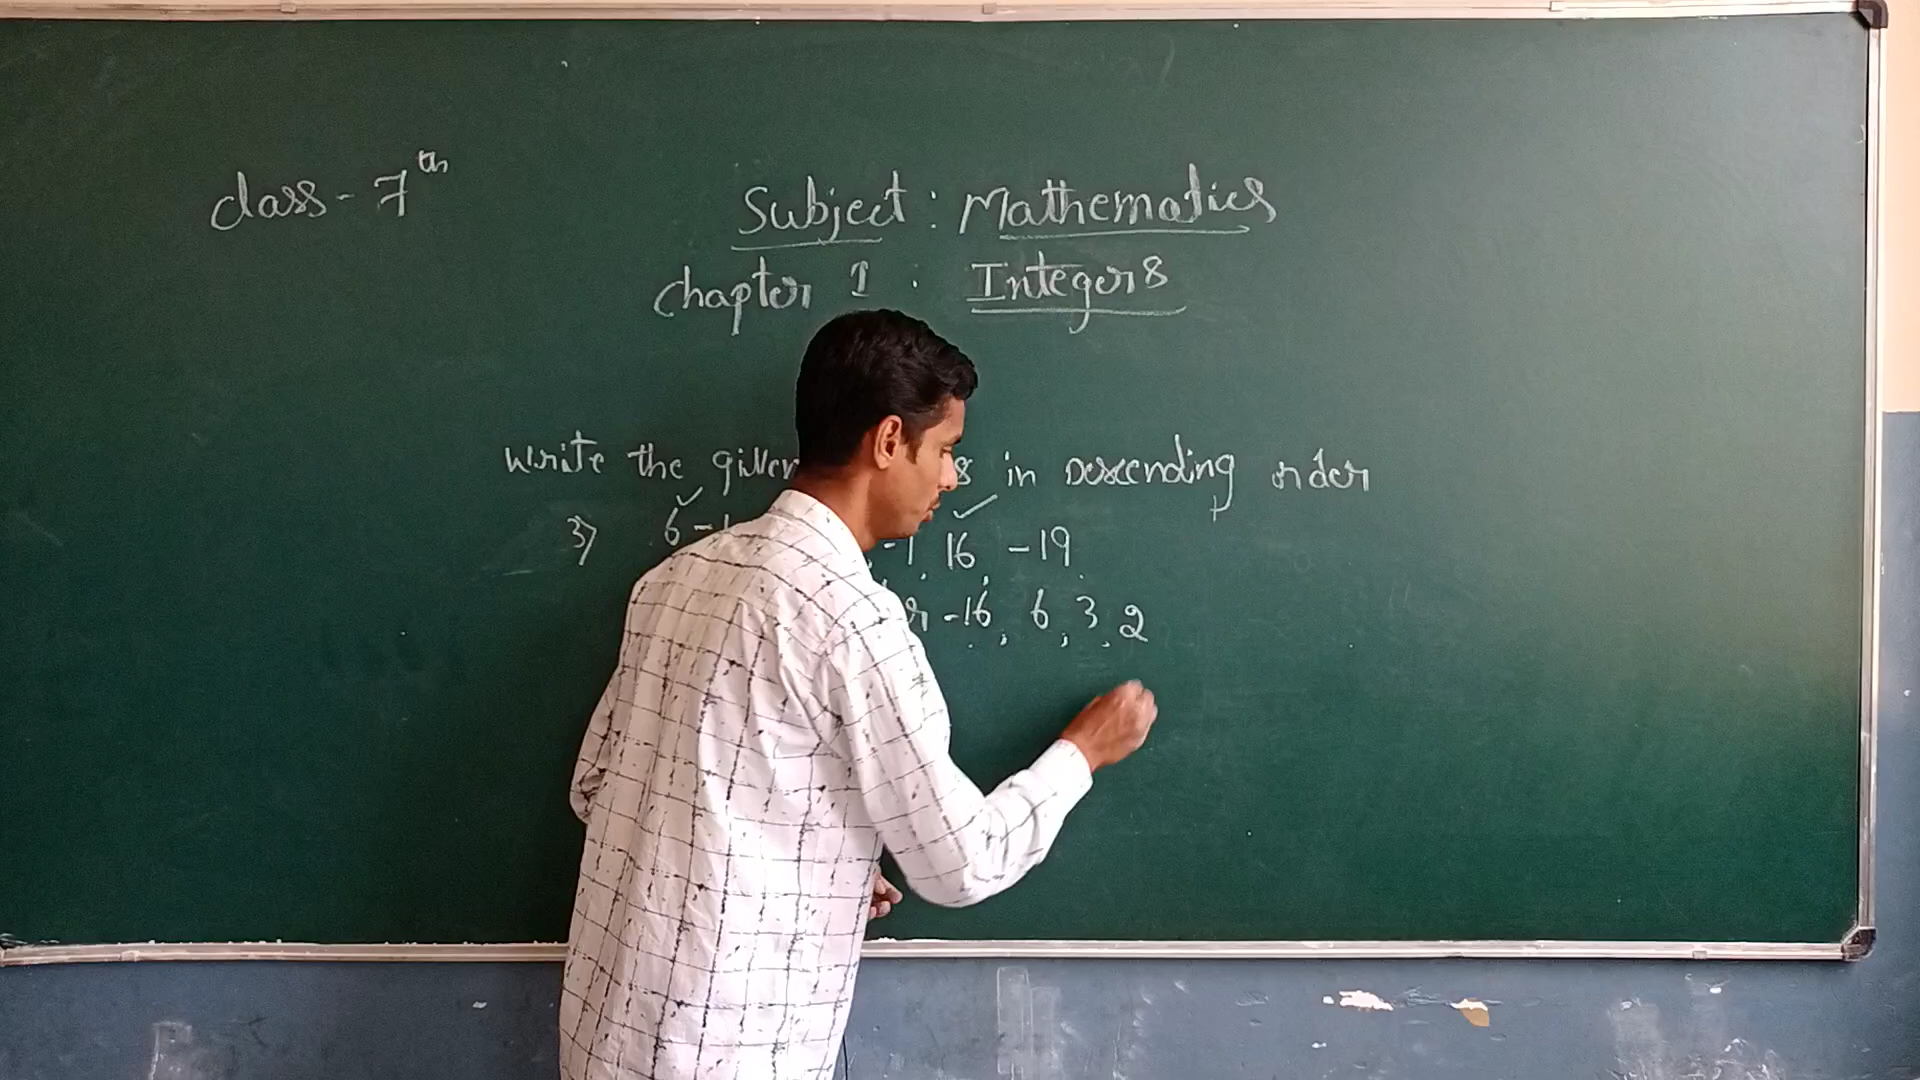 Class - 7th
Subject : Mathematics
Chapter 1 : Integers
Write the given in Descending order
3) 6 -1 16 -19
-16, 6, 3, 2